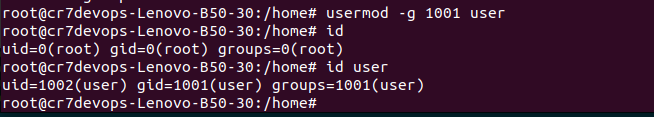 root@cr7devops-Lenovo-B50-30:/home# usermod -g 1001 user
root@cr7devops-Lenovo-B50-30:/home# id
uid=0(root) gid=0(root) groups=0(root)
root@cr7devops-Lenovo-B50-30:/home# id user
uid=1002(user) gid=1001(user) groups=1001(user)
root@cr7devops-Lenovo-B50-30:/home#